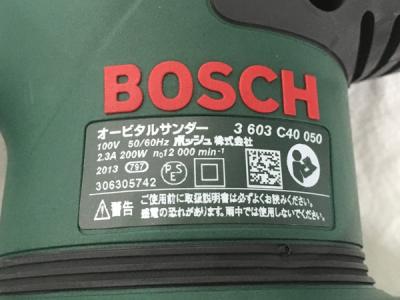 BOSCH
オービタルサンダー 3 603 C40 050
100V 50/60Hz ボッシュ株式会社
2.3A 200W n₀12 000 min⁻¹
2013 797
306305742
P S E
⚠警告 ご使用前に取扱説明書は必ずよくお読みください。
感電の恐れがあります。雨中では使用しないでください。